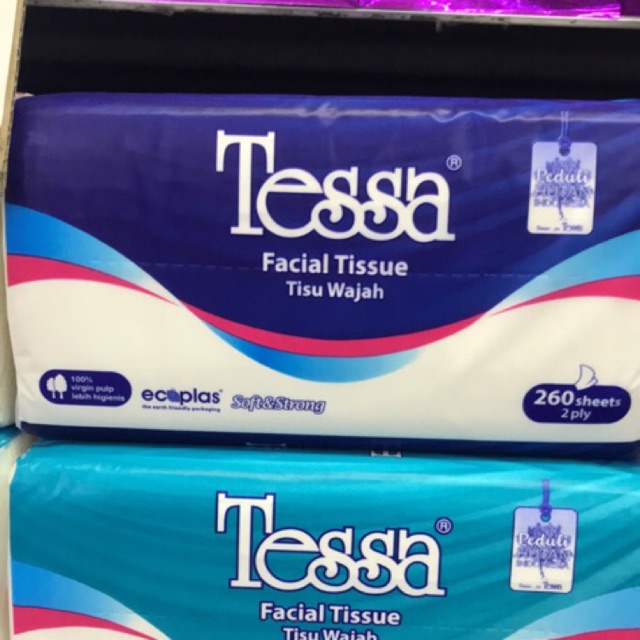 Tessa®
Peduli
Facial Tissue
Tisu Wajah
100%
virgin pulp
lebih higienis
ecoplas™
the earth friendly packaging
Soft&Strong
260 sheets
2 ply
Tessa®
Peduli
Facial Tissue
Tisu Wajah